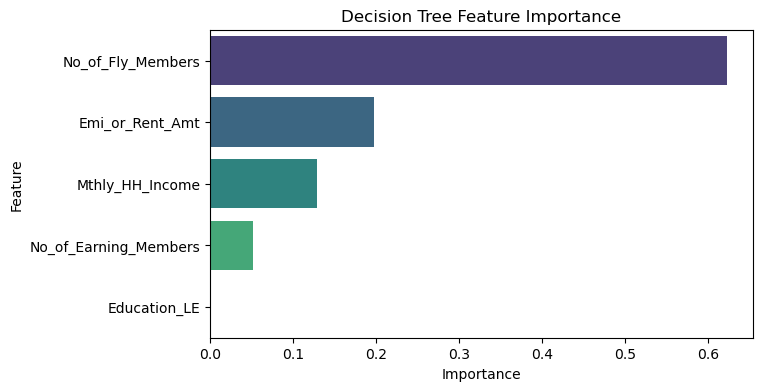 Decision Tree Feature Importance
Feature
No_of_Fly_Members
Emi_or_Rent_Amt
Mthly_HH_Income
No_of_Earning_Members
Education_LE
0.0 0.1 0.2 0.3 0.4 0.5 0.6
Importance